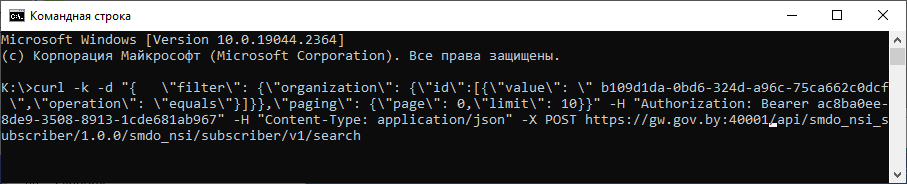 Командная строка
Microsoft Windows [Version 10.0.19044.2364]
(c) Корпорация Майкрософт (Microsoft Corporation). Все права защищены.
K:\>curl -k -d "{   \"filter\": {\"organization\": {\"id\":[{\"value\": \" b109d1da-0bd6-324d-a96c-75ca662c0dcf
 \",\"operation\": \"equals\"}]}},\"paging\": {\"page\": 0,\"limit\": 10}}" -H "Authorization: Bearer ac8ba0ee-
8de9-3508-8913-1cde681ab967" -H "Content-Type: application/json" -X POST https://gw.gov.by:40001/api/smdo_nsi_s
ubscriber/1.0.0/smdo_nsi/subscriber/v1/search